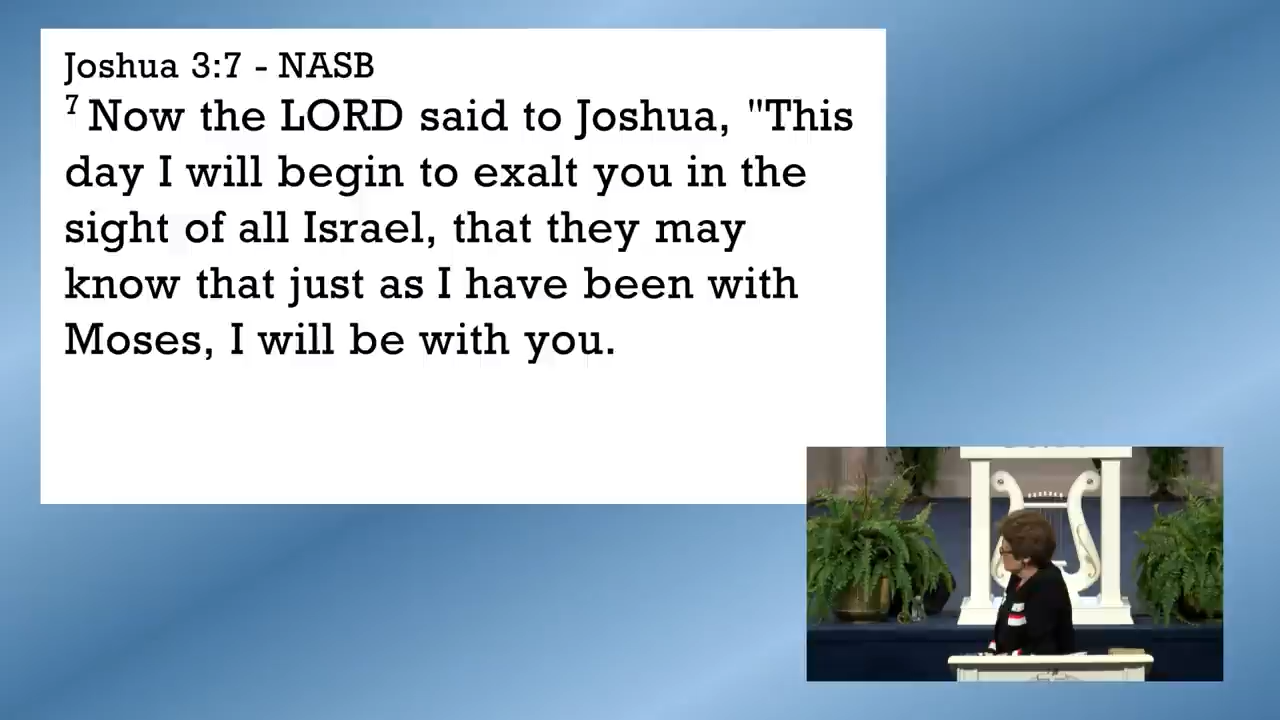 Joshua 3:7 - NASB
7 Now the LORD said to Joshua, "This
day I will begin to exalt you in the
sight of all Israel, that they may
know that just as I have been with
Moses, I will be with you.